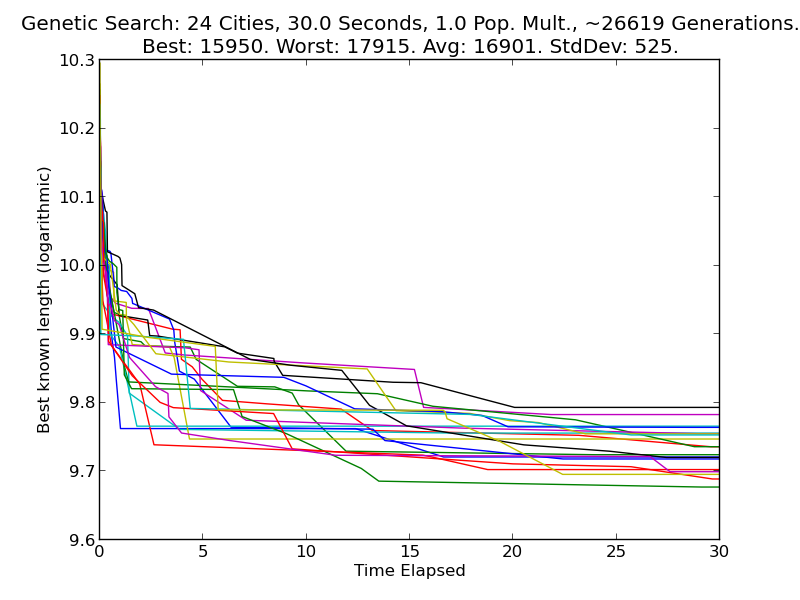 Genetic Search: 24 Cities, 30.0 Seconds, 1.0 Pop. Mult., ~26619 Generations.
Best: 15950. Worst: 17915. Avg: 16901. StdDev: 525.
10.3
10.2
10.1
10.0
9.9
9.8
9.7
9.6
Best known length (logarithmic)
0 5 10 15 20 25 30
Time Elapsed